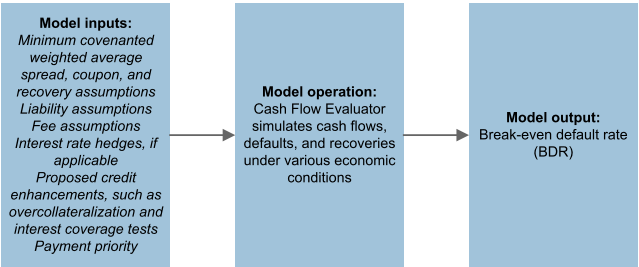 Model inputs:
Minimum covenanted
weighted average
spread, coupon, and
recovery assumptions
Liability assumptions
Fee assumptions
Interest rate hedges, if
applicable
Proposed credit
enhancements, such as
overcollateralization and
interest coverage tests
Payment priority
Model operation:
Cash Flow Evaluator
simulates cash flows,
defaults, and recoveries
under various economic
conditions
Model output:
Break-even default rate
(BDR)